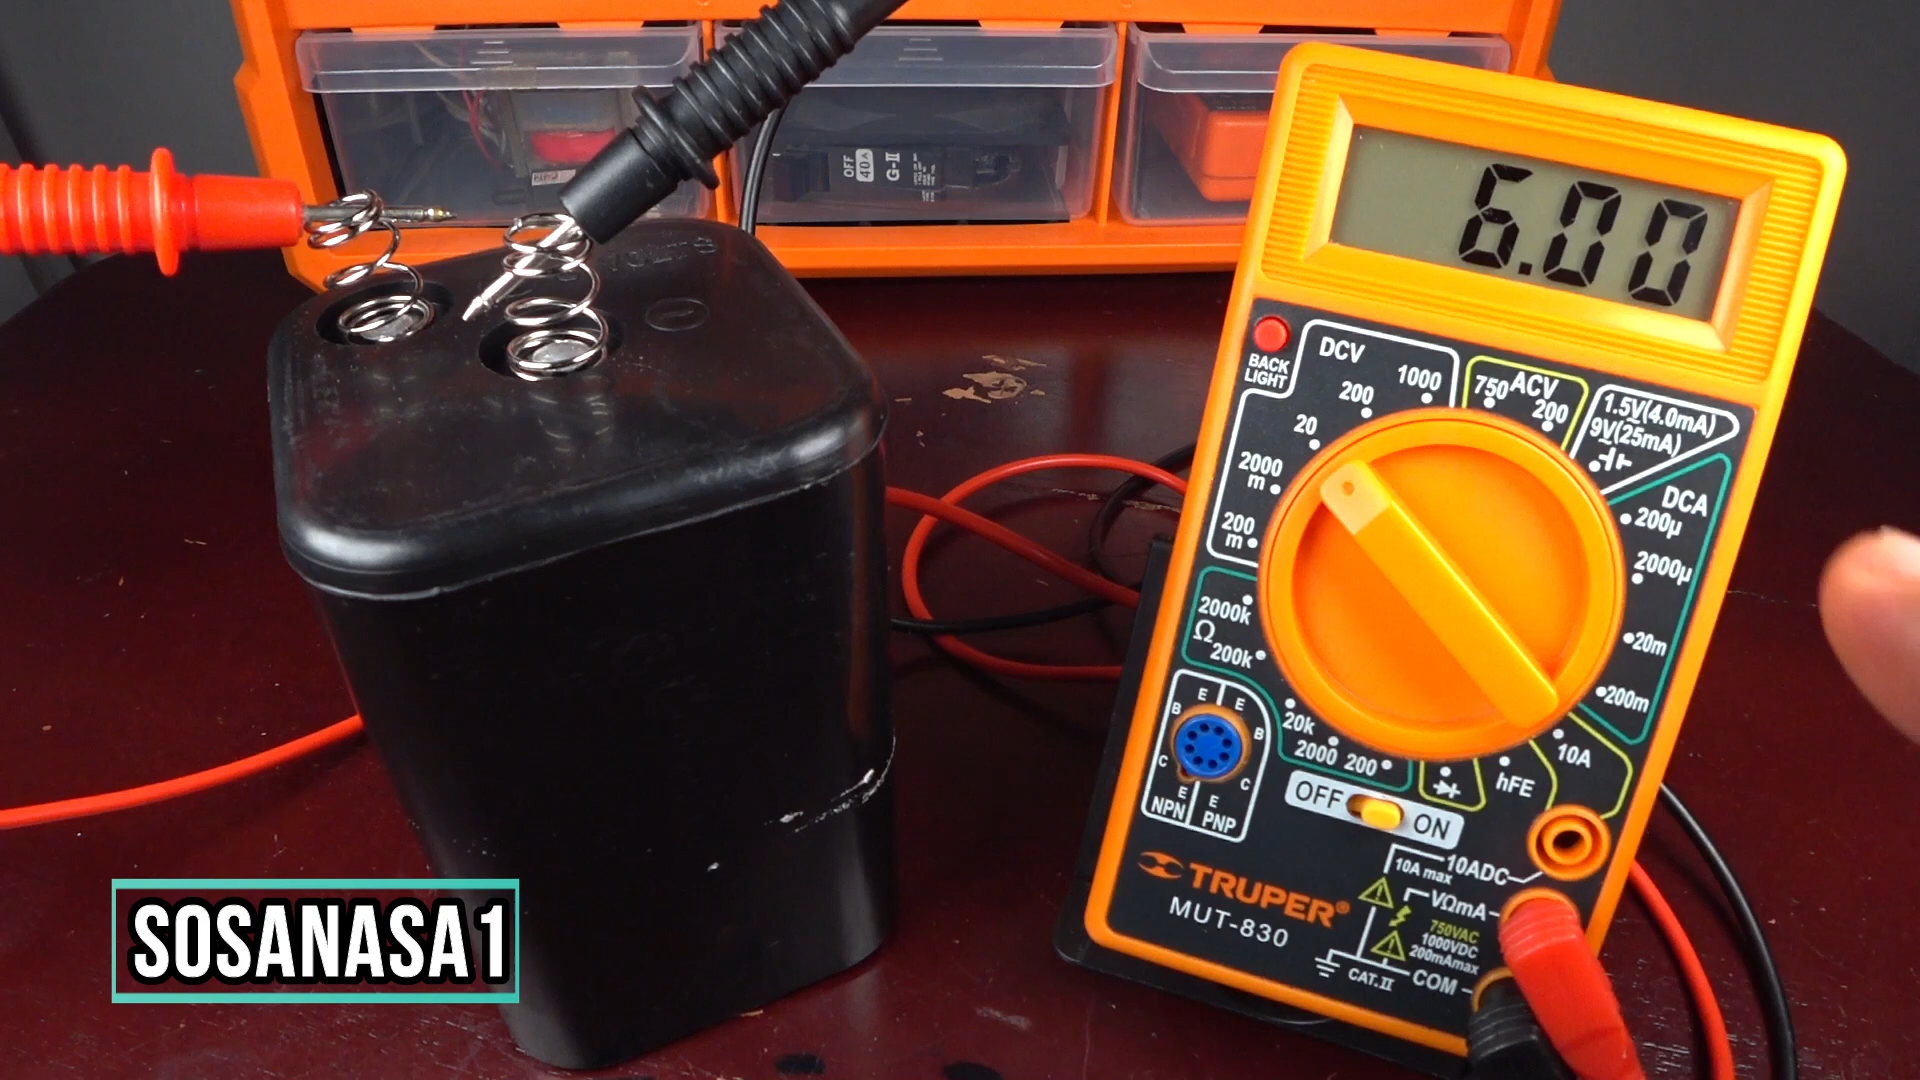 OFF
40A
G-II
6.00
BACK
LIGHT
DCV
200
1000
20
2000
m
200
m
750
ACV
200
1.5V(4.0mA)
9V(25mA)
DCA
200µ
2000µ
20m
200m
10A
hFE
2000k
Ω
200k
20k
2000
200
E
E
B
B
C
C
E
E
NPN
PNP
OFF
ON
TRUPER®
MUT-830
10A max
10ADC
VΩmA
750VAC
1000VDC
200mAmax
CAT.II
COM
SOSANASA1